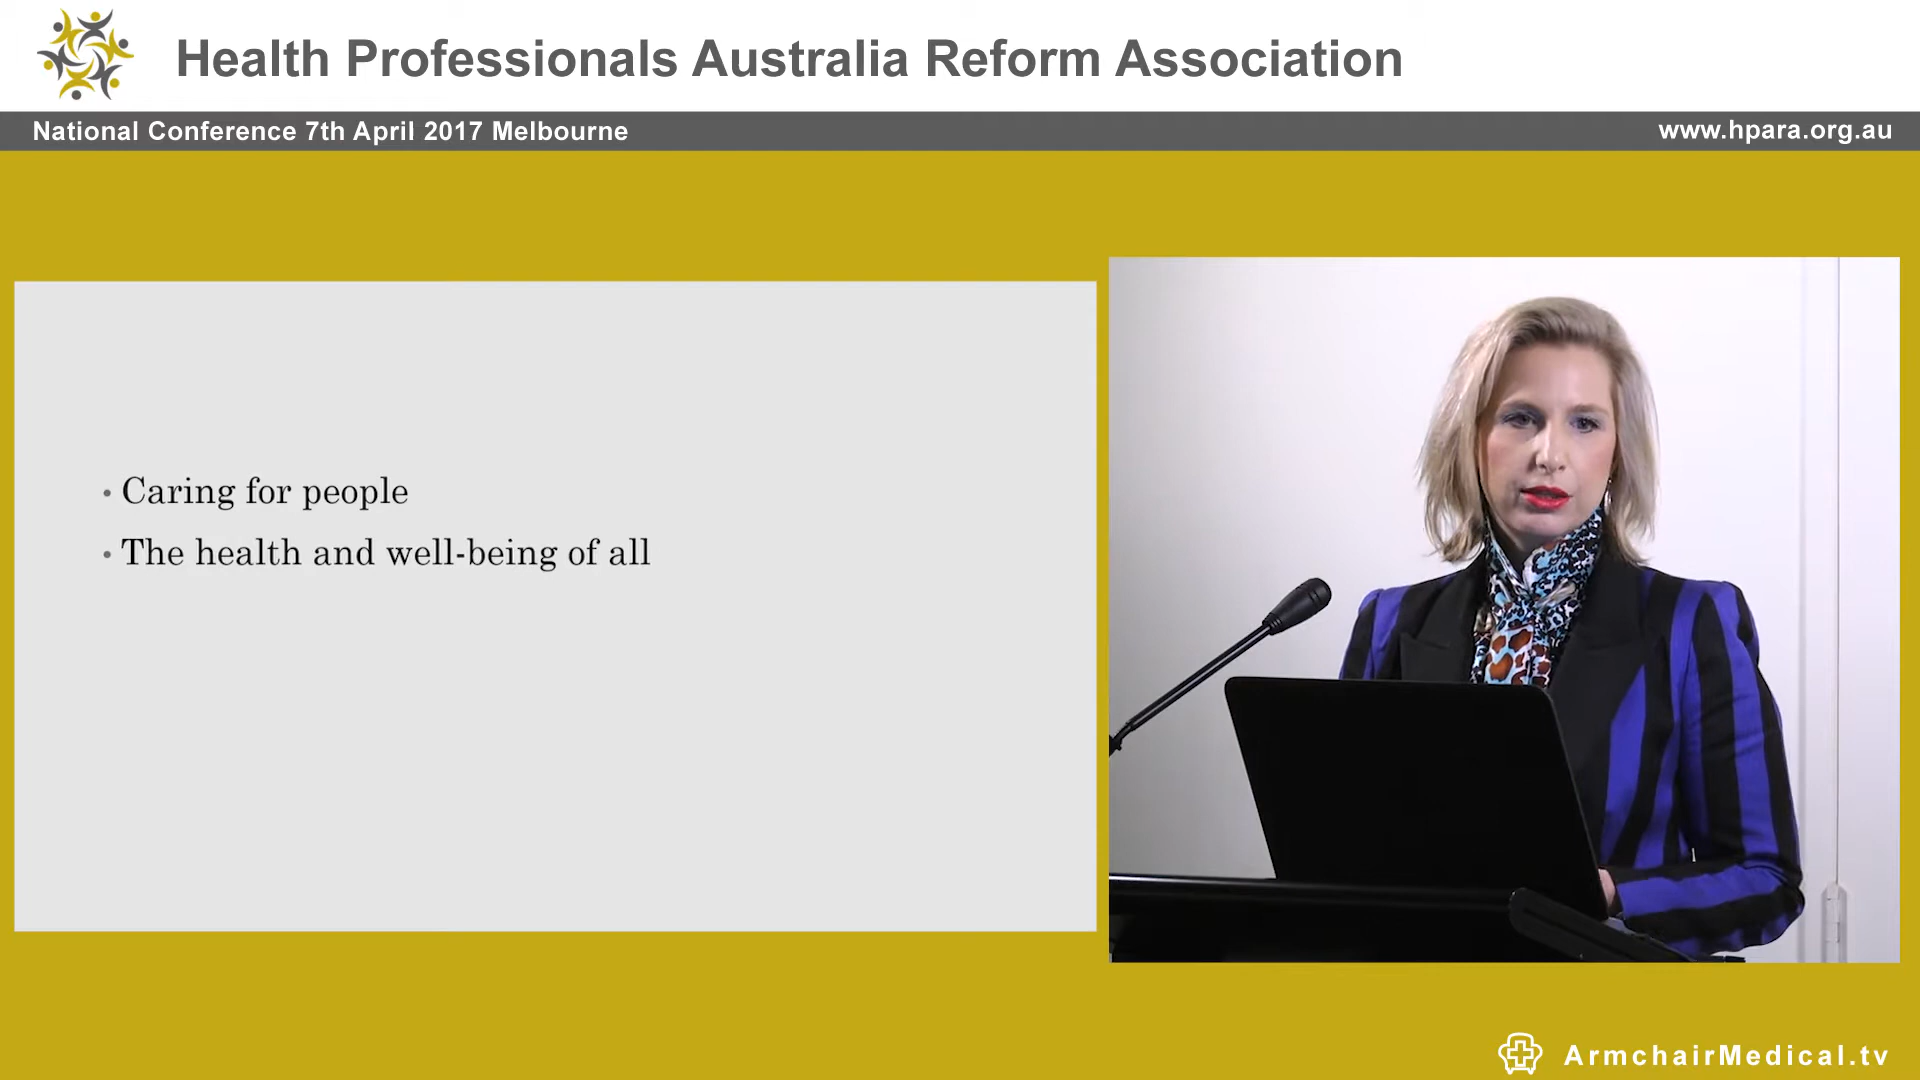 Health Professionals Australia Reform Association
National Conference 7th April 2017 Melbourne
www.hpara.org.au
• Caring for people
• The health and well-being of all
ArmchairMedical.tv